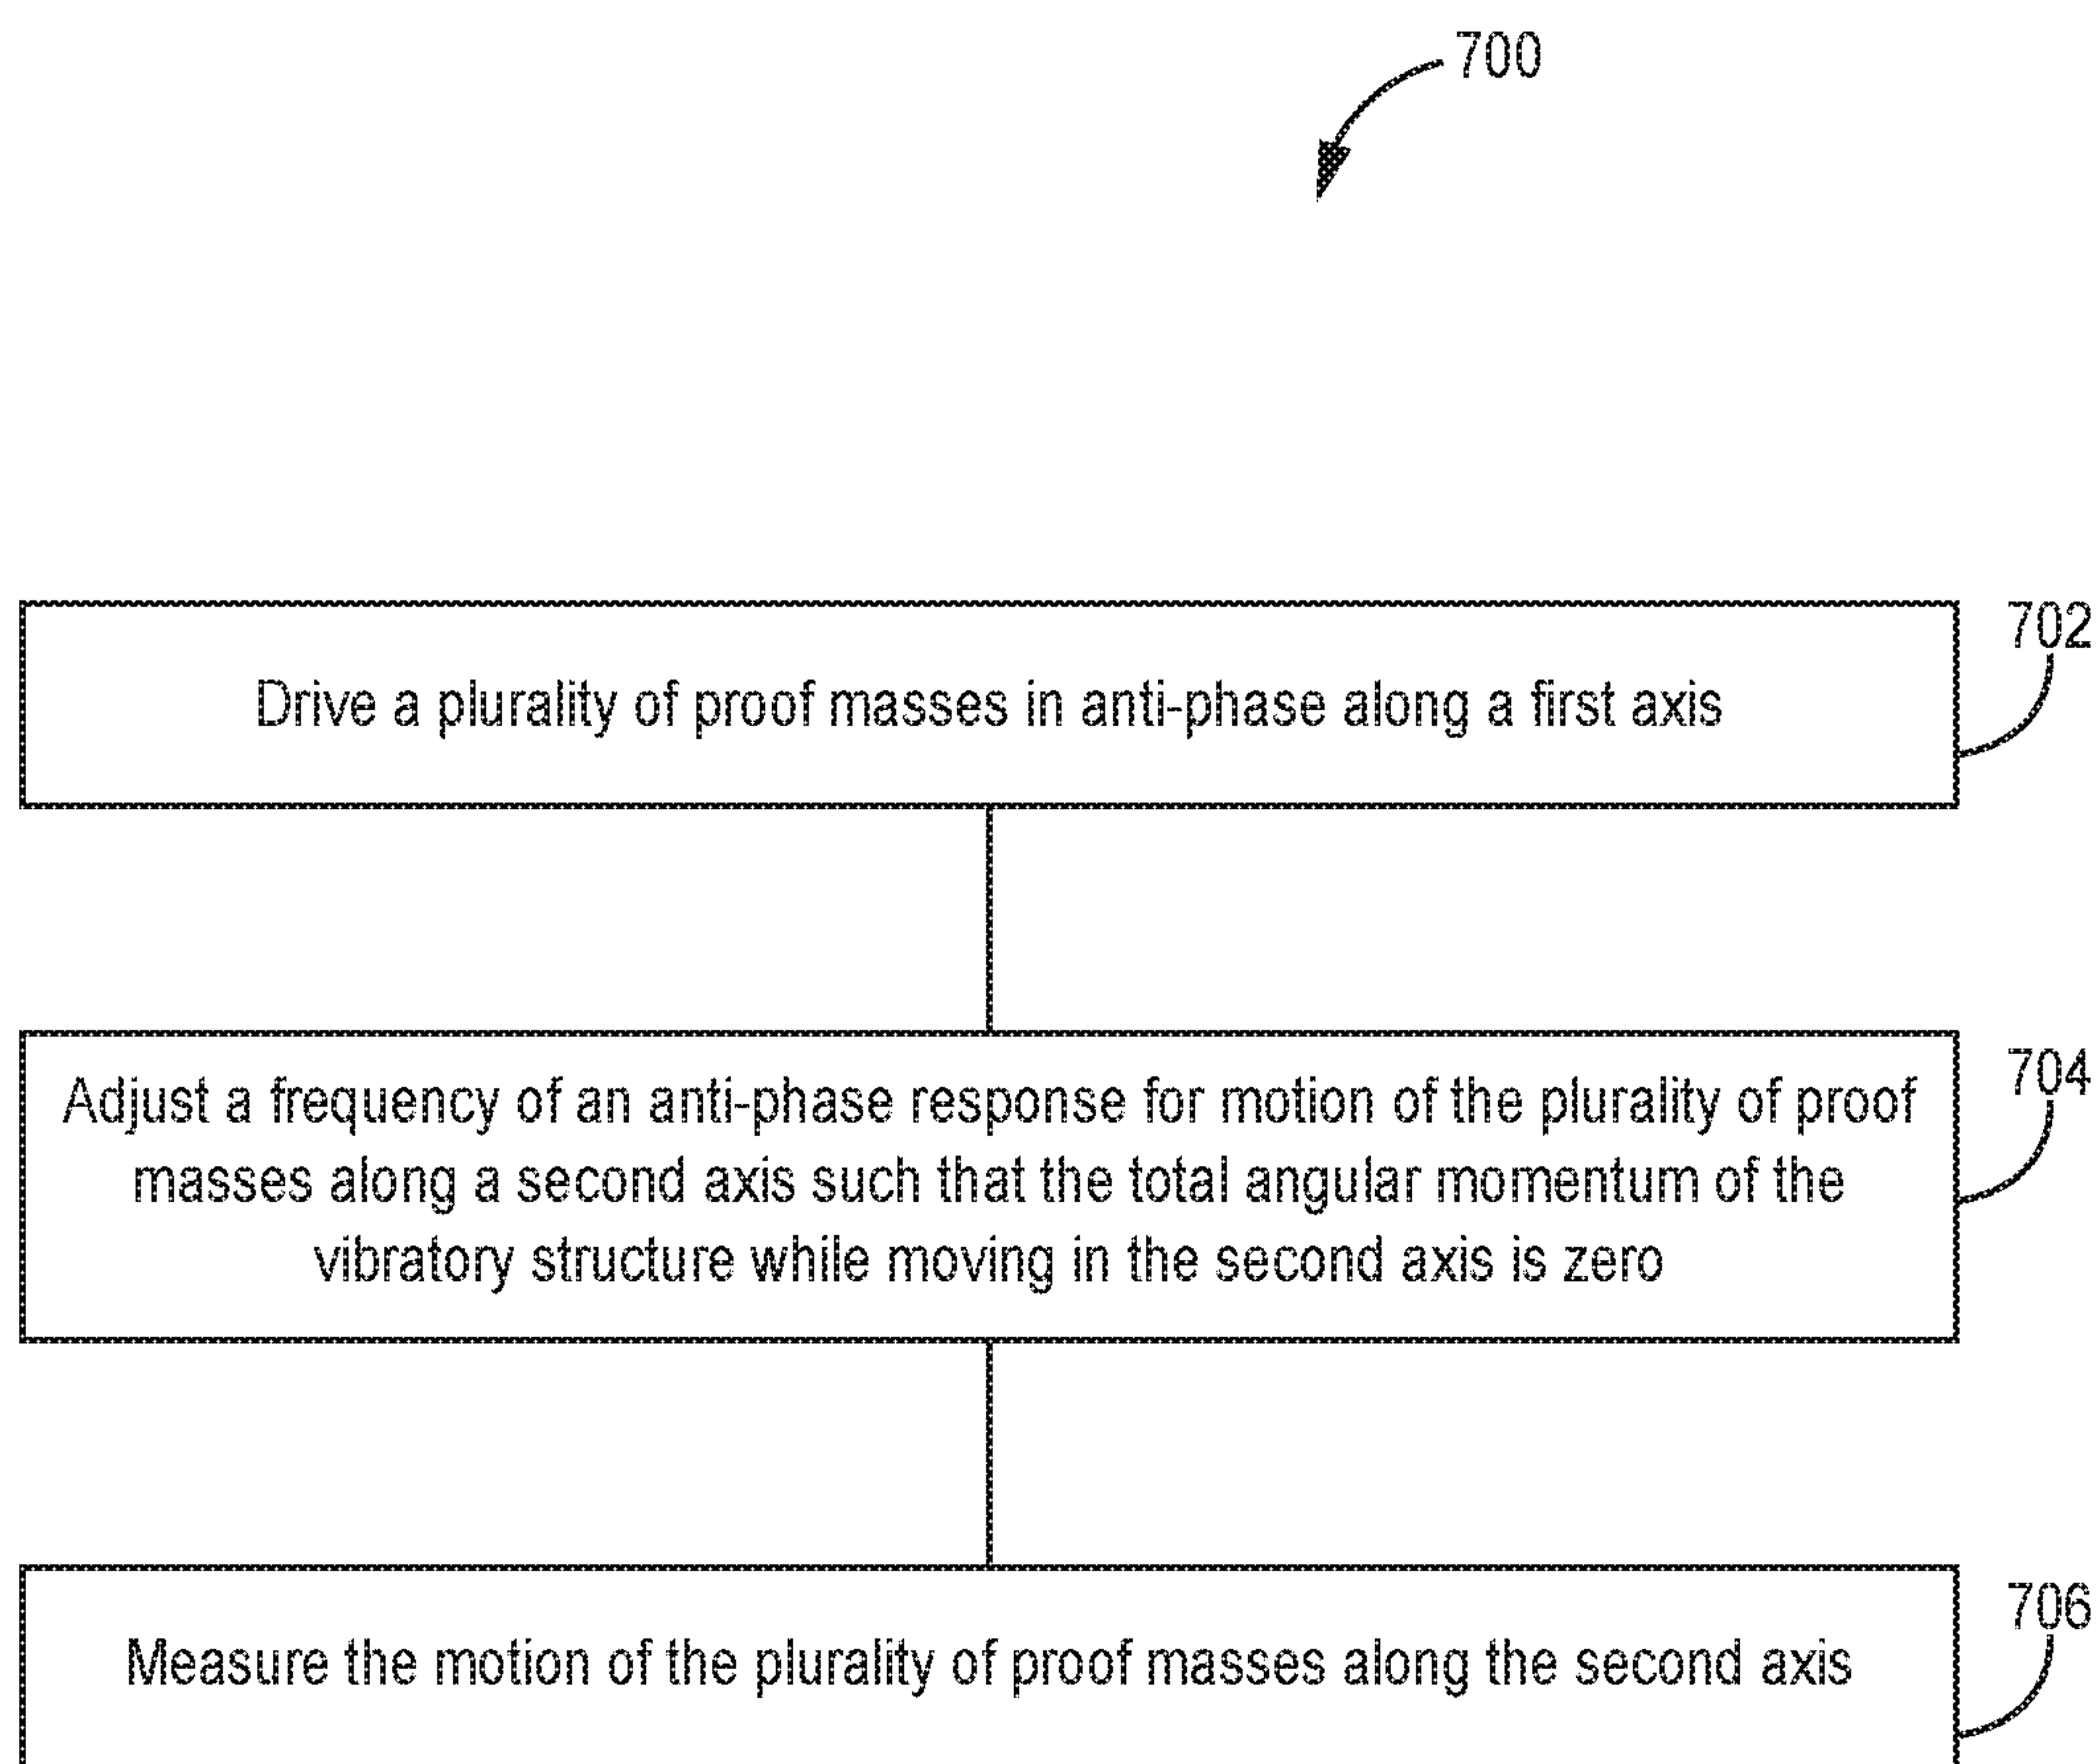 700
702
Drive a plurality of proof masses in anti-phase along a first axis
704
Adjust a frequency of an anti-phase response for motion of the plurality of proof
masses along a second axis such that the total angular momentum of the
vibratory structure while moving in the second axis is zero
706
Measure the motion of the plurality of proof masses along the second axis